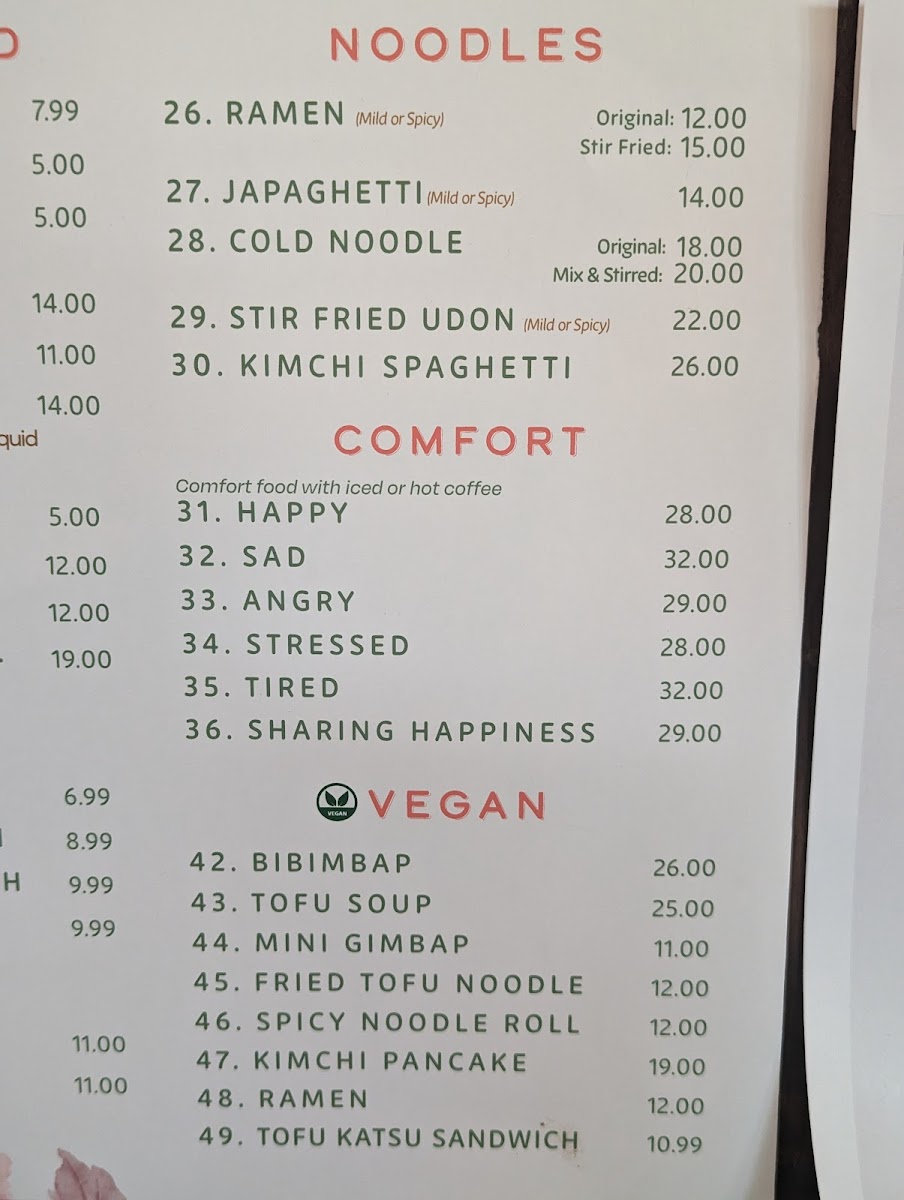 7.99
5.00
5.00
14.00
11.00
14.00
quid
5.00
12.00
12.00
19.00
6.99
8.99
H 9.99
9.99
11.00
11.00
NOODLES
26. RAMEN (Mild or Spicy) Original: 12.00
Stir Fried: 15.00
27. JAPAGHETTI (Mild or Spicy) 14.00
28. COLD NOODLE Original: 18.00
Mix & Stirred: 20.00
29. STIR FRIED UDON (Mild or Spicy) 22.00
30. KIMCHI SPAGHETTI 26.00
COMFORT
Comfort food with iced or hot coffee
31. HAPPY 28.00
32. SAD 32.00
33. ANGRY 29.00
34. STRESSED 28.00
35. TIRED 32.00
36. SHARING HAPPINESS 29.00
VEGAN VEGAN
42. BIBIMBAP 26.00
43. TOFU SOUP 25.00
44. MINI GIMBAP 11.00
45. FRIED TOFU NOODLE 12.00
46. SPICY NOODLE ROLL 12.00
47. KIMCHI PANCAKE 19.00
48. RAMEN 12.00
49. TOFU KATSU SANDWICH 10.99